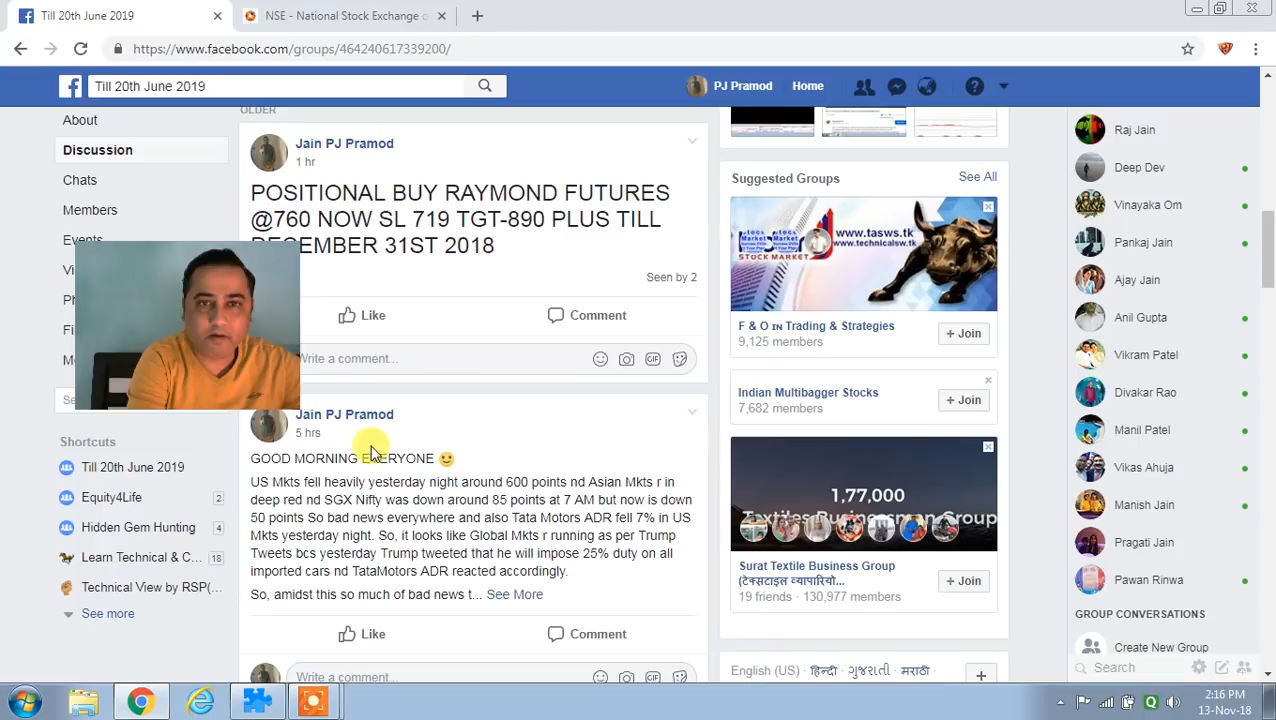 Till 20th June 2019
NSE - National Stock Exchange o
https://www.facebook.com/groups/464240617339200/
Till 20th June 2019
PJ Pramod
Home
About
Discussion
Chats
Members
Events
Shortcuts
Till 20th June 2019
Equity4Life
2
Hidden Gem Hunting
4
Learn Technical & C...
18
Technical View by RSP(...
See more
OLDER
Jain PJ Pramod
1 hr
POSITIONAL BUY RAYMOND FUTURES
@760 NOW SL 719 TGT-890 PLUS TILL
DECEMBER 31ST 2018
Seen by 2
Like
Comment
Write a comment...
GIF
Jain PJ Pramod
5 hrs
GOOD MORNING EVERYONE
US Mkts fell heavily yesterday night around 600 points nd Asian Mkts r in
deep red nd SGX Nifty was down around 85 points at 7 AM but now is down
50 points So bad news everywhere and also Tata Motors ADR fell 7% in US
Mkts yesterday night. So, it looks like Global Mkts r running as per Trump
Tweets bcs yesterday Trump tweeted that he will impose 25% duty on all
imported cars nd TataMotors ADR reacted accordingly.
So, amidst this so much of bad news t... See More
Like
Comment
Write a comment...
Suggested Groups
See All
www.tasws.tk
www.technicalsw.tk
STOCK MARKET
F & O ɪɴ Trading & Strategies
9,125 members
+ Join
Indian Multibagger Stocks
7,682 members
+ Join
1,77,000
Textiles Businessman Group
Surat Textile Business Group
(टेक्सटाइल व्यापारियो...
19 friends · 130,977 members
+ Join
English (US) · हिन्दी · ગુજરાતી · मराठी ·
+
Raj Jain
Deep Dev
Vinayaka Om
Pankaj Jain
Ajay Jain
Anil Gupta
Vikram Patel
Divakar Rao
Manil Patel
Vikas Ahuja
Manish Jain
Pragati Jain
Pawan Rinwa
GROUP CONVERSATIONS
Create New Group
Search
2:16 PM
13-Nov-18